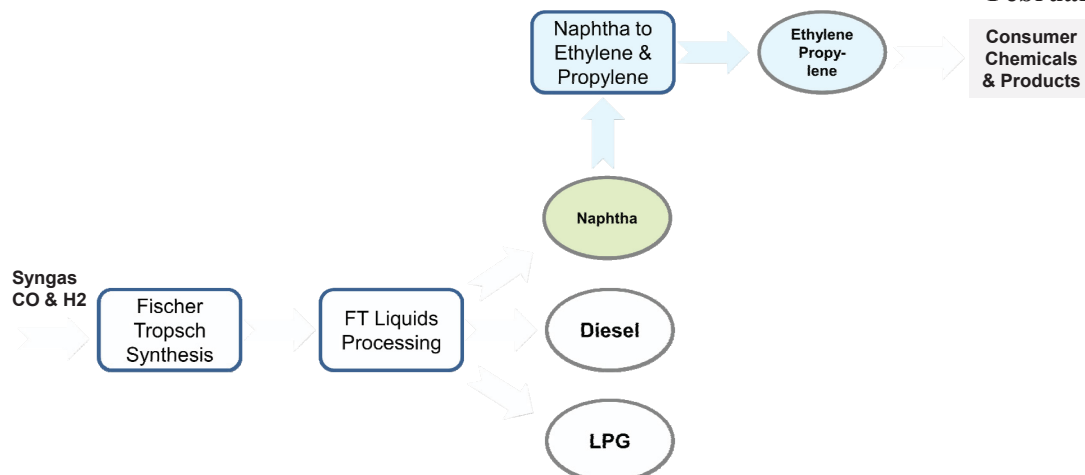 Naphtha to
Ethylene &
Propylene
Ethylene
Propy-
lene
Consumer
Chemicals
& Products
Naphtha
Syngas
CO & H2
Fischer
Tropsch
Synthesis
FT Liquids
Processing
Diesel
LPG